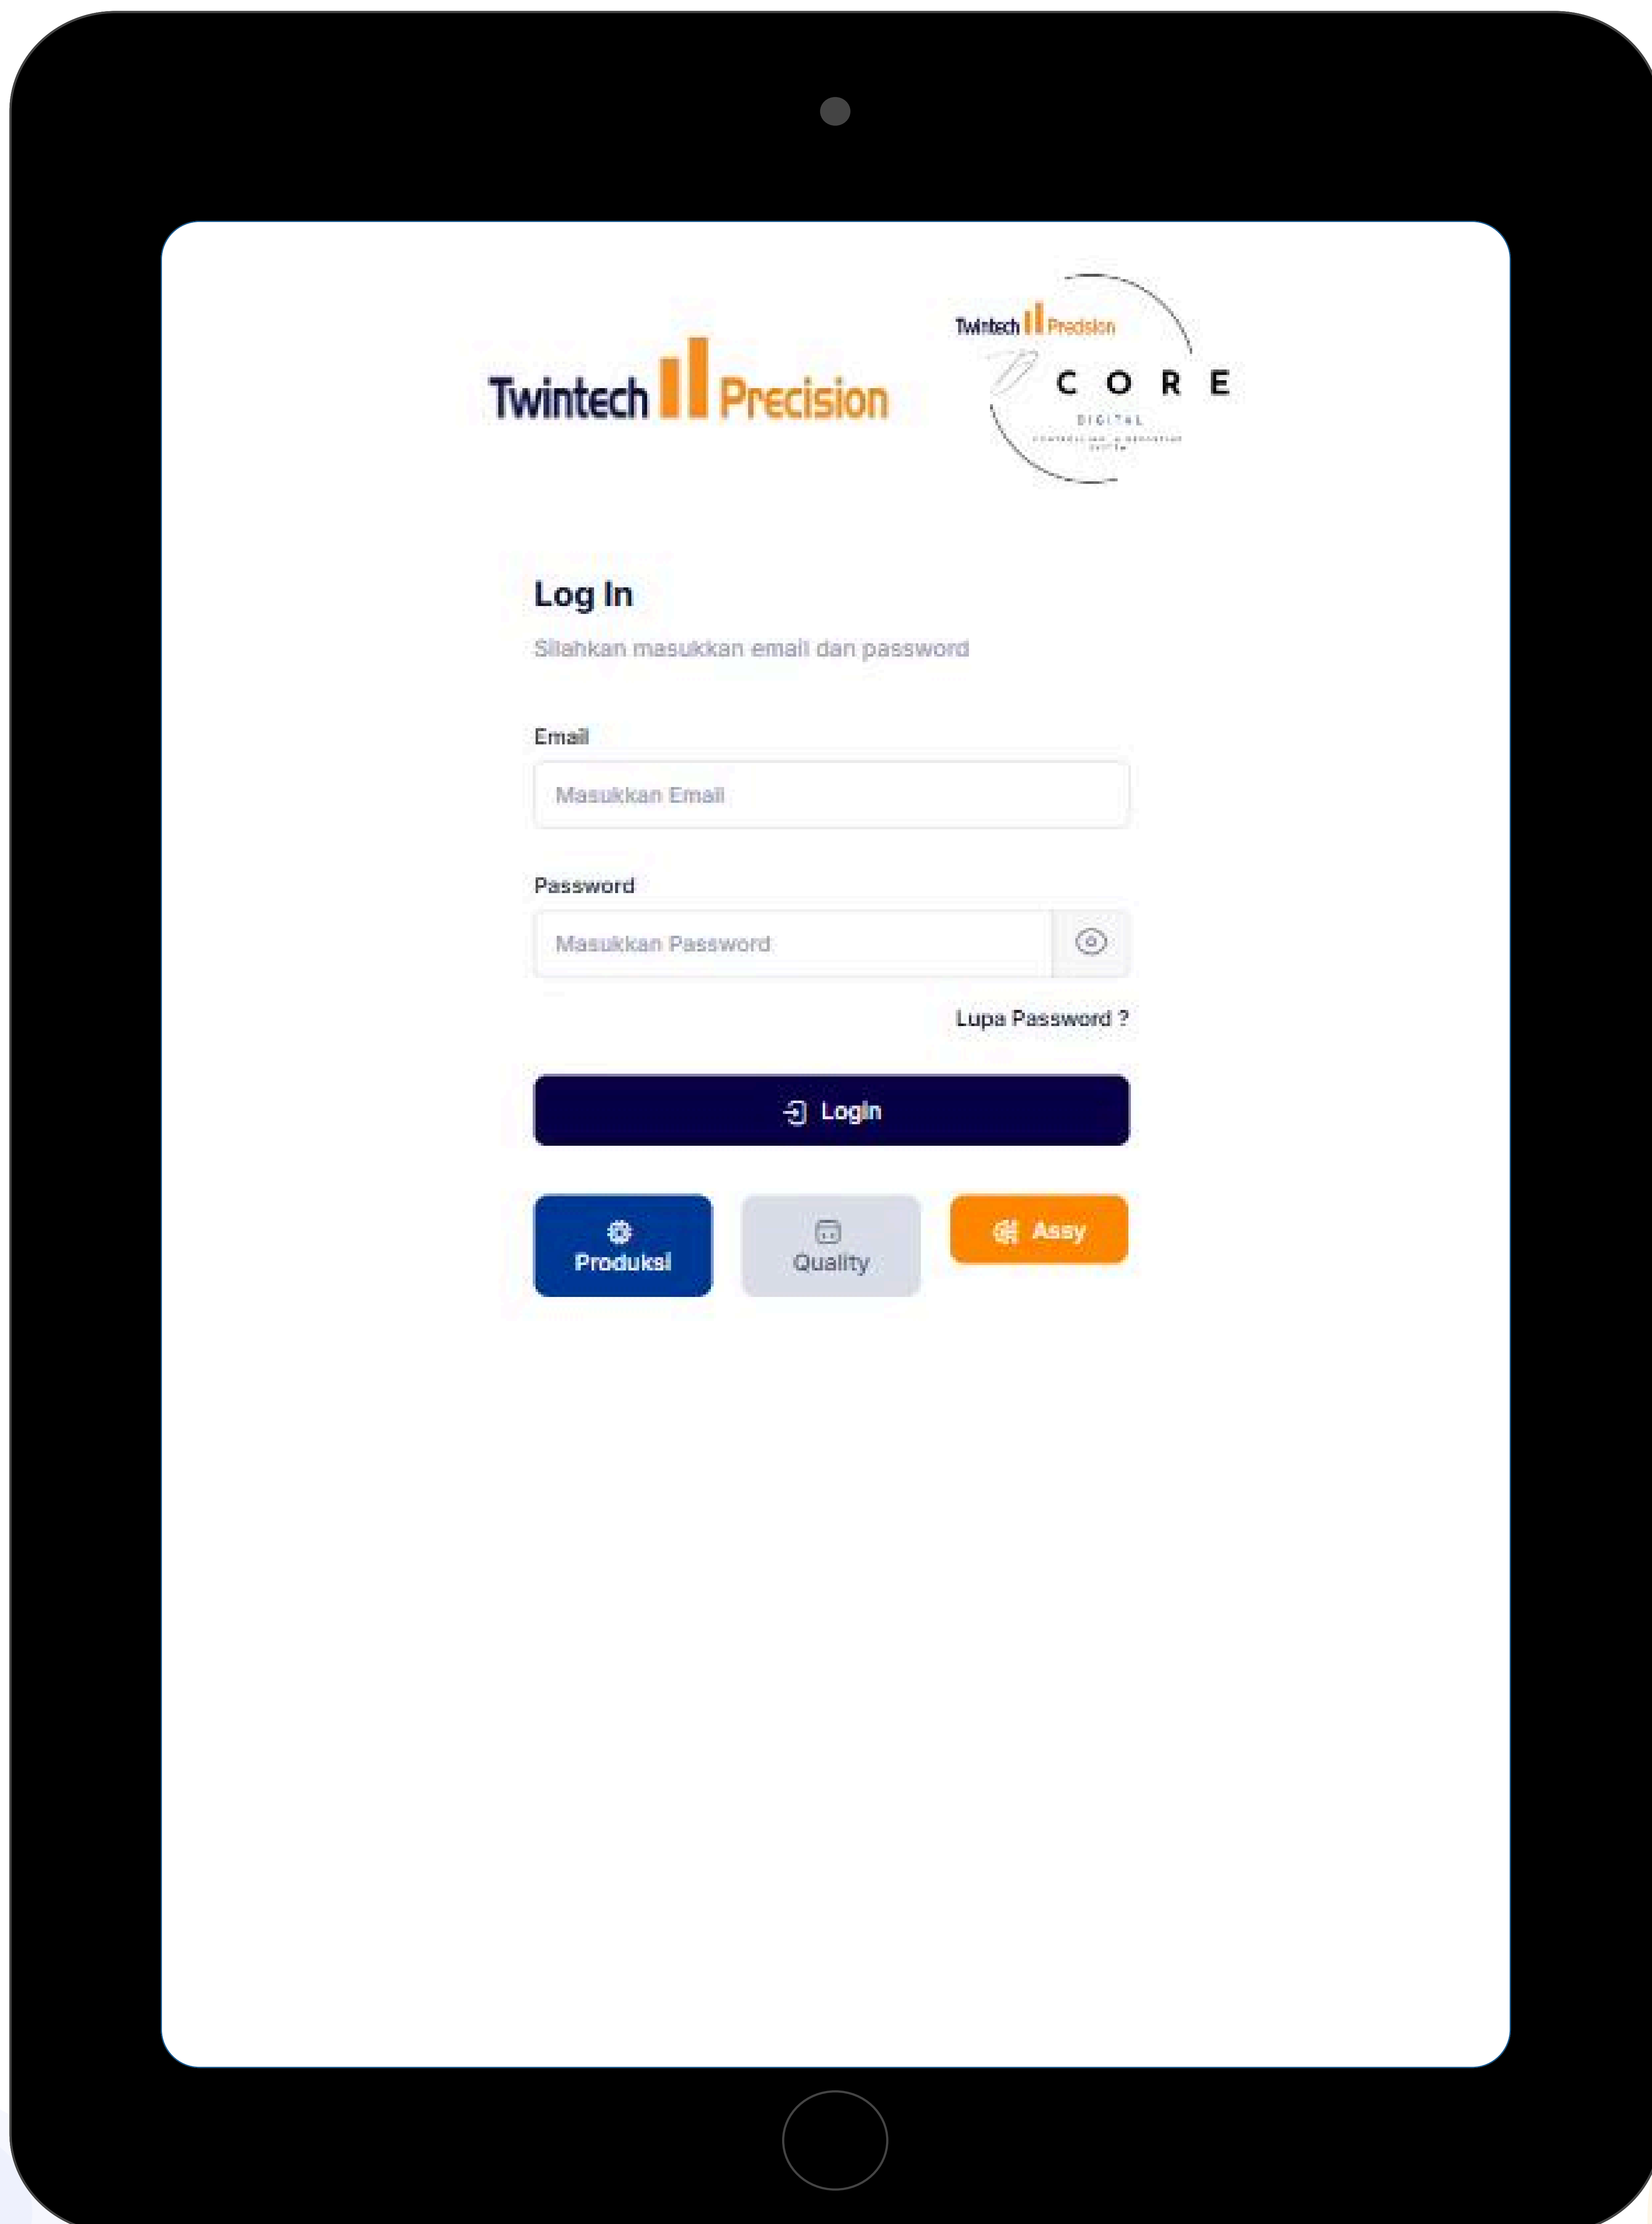 Twintech Precision
Twintech Precision
CORE
DIGITAL
Log In
Silahkan masukkan email dan password
Email
Masukkan Email
Password
Masukkan Password
Lupa Password ?
Login
Produksi
Quality
Assy